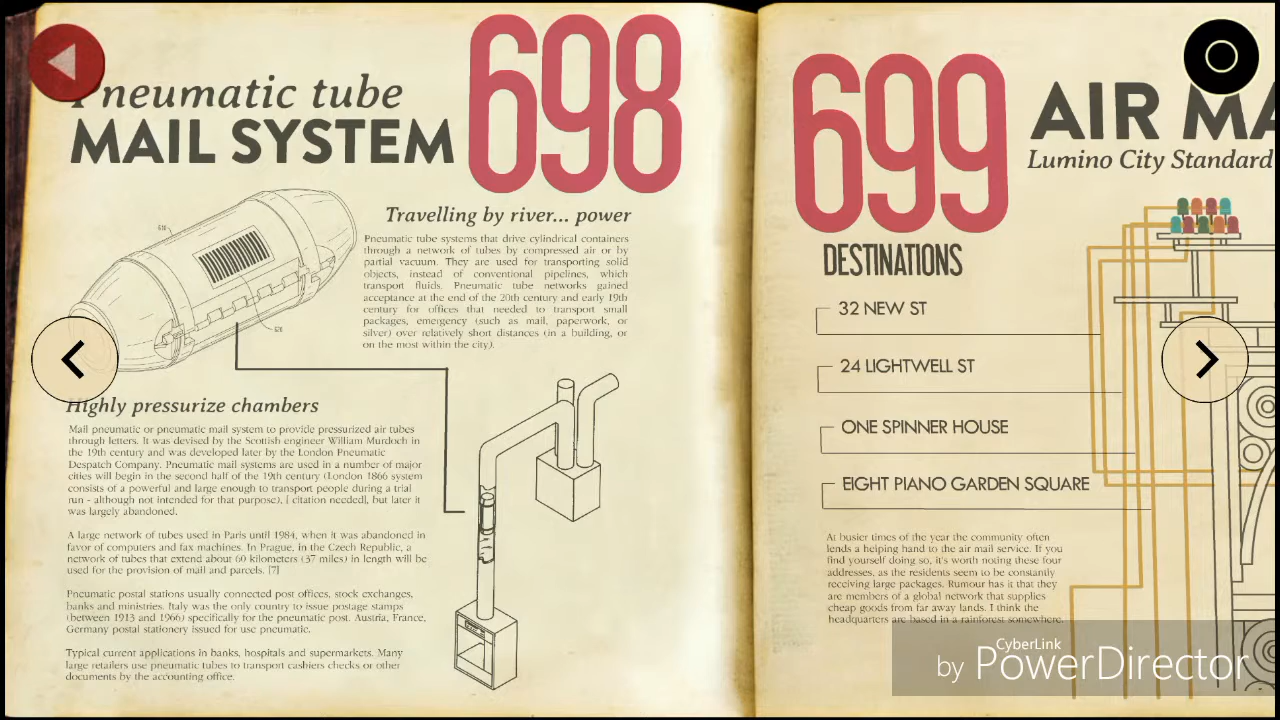 Pneumatic tube
MAIL SYSTEM
698
Travelling by river... power
Pneumatic tube systems that drive cylindrical containers
through a network of tubes by compressed air or by
partial vacuum. They are used for transporting solid
objects, instead of conventional pipelines, which
transport fluids. Pneumatic tube networks gained
acceptance at the end of the 20th century and early 19th
century for offices that needed to transport small
packages, emergency (such as mail, paperwork, or
silver) over relatively short distances (in a building, or
on the most within the city).
Highly pressurize chambers
Mail pneumatic or pneumatic mail system to provide pressurized air tubes
through letters. It was devised by the Scottish engineer William Murdoch in
the 19th century and was developed later by the London Pneumatic
Despatch Company. Pneumatic mail systems are used in a number of major
cities will begin in the second half of the 19th century (London 1866 system
consists of a powerful and large enough to transport people during a trial
run - although not intended for that purpose), [ citation needed], but later it
was largely abandoned.
A large network of tubes used in Paris until 1984, when it was abandoned in
favor of computers and fax machines. In Prague, in the Czech Republic, a
network of tubes that extend about 60 kilometers (37 miles) in length will be
used for the provision of mail and parcels. [7]
Pneumatic postal stations usually connected post offices, stock exchanges,
banks and ministries. Italy was the only country to issue postage stamps
(between 1913 and 1966) specifically for the pneumatic post. Austria, France,
Germany postal stationery issued for use pneumatic.
Typical current applications in banks, hospitals and supermarkets. Many
large retailers use pneumatic tubes to transport cashiers checks or other
documents by the accounting office.
699
AIR MA
Lumino City Standard
DESTINATIONS
32 NEW ST
24 LIGHTWELL ST
ONE SPINNER HOUSE
EIGHT PIANO GARDEN SQUARE
At busier times of the year the community often
lends a helping hand to the air mail service. If you
find yourself doing so, it's worth noting these four
addresses, as the residents seem to be constantly
receiving large packages. Rumour has it that they
are members of a global network that supplies
cheap goods from far away lands. I think the
headquarters are based in a rainforest somewhere.
by CyberLink PowerDirector